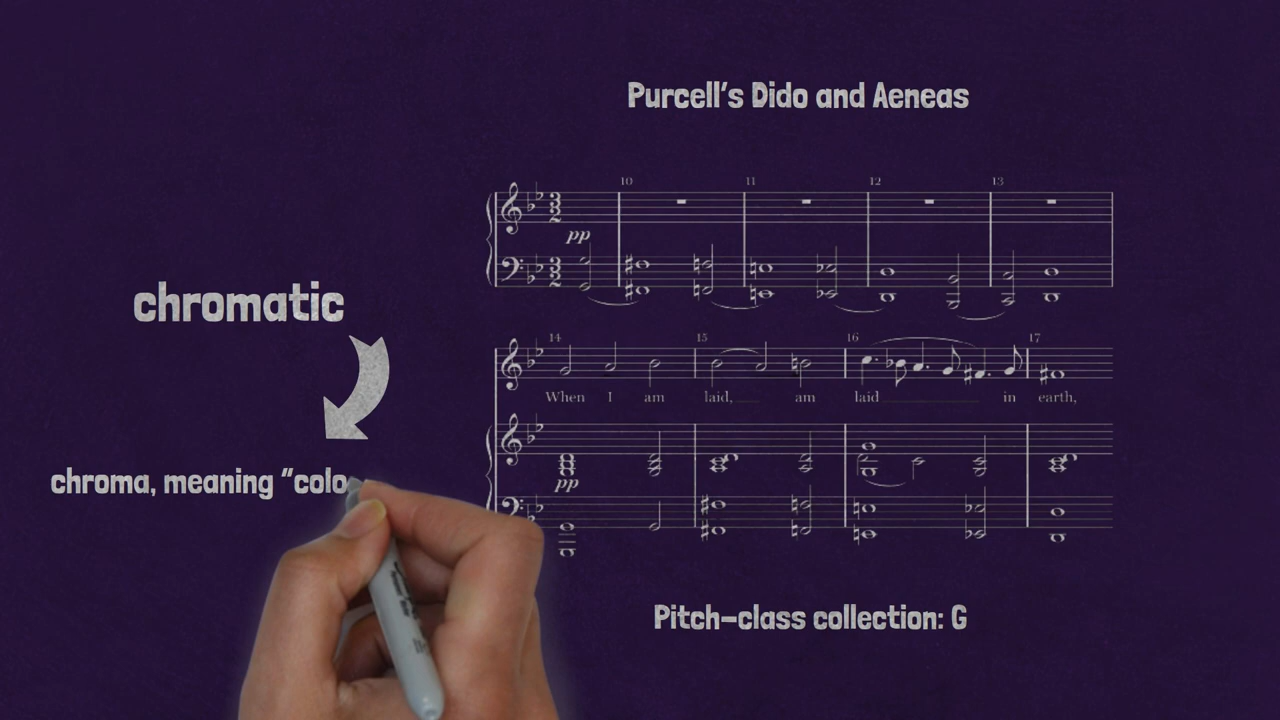 Purcell's Dido and Aeneas
10 11 12 13
pp
chromatic
14 15 16 17
When I am laid, am laid in earth,
chroma, meaning "colo
pp
Pitch-class collection: G